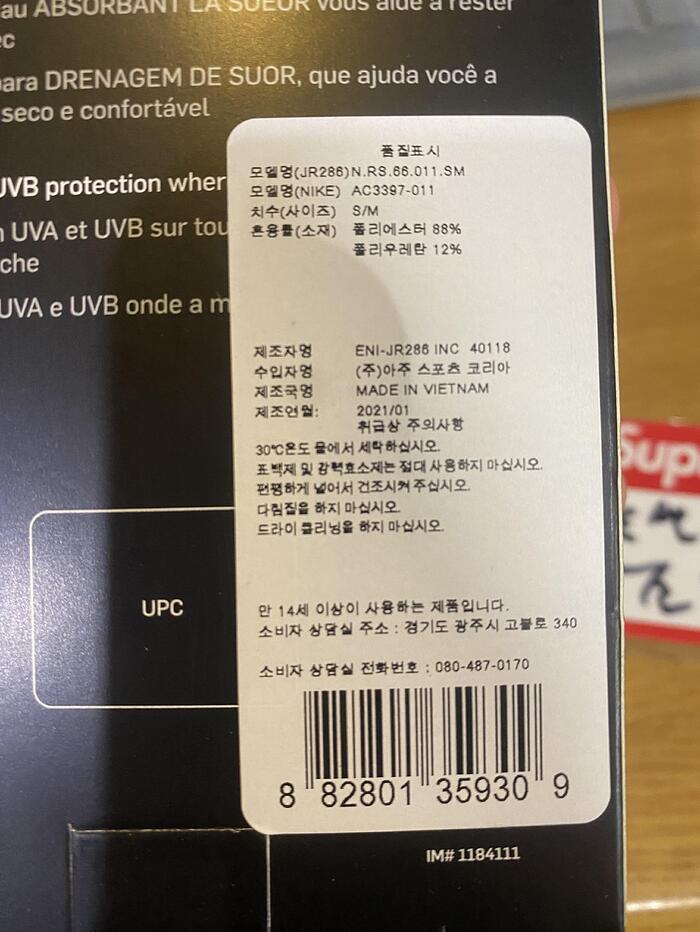 au ABSORBANT LA SUEUR vous aide à rester
ec
para DRENAGEM DE SUOR, que ajuda você a
seco e confortável
UVB protection wher
UVA et UVB sur tou
che
UVA e UVB onde a m
UPC
품질표시
모델명(JR286)N.RS.66.011.SM
모델명(NIKE) AC3397-011
치수(사이즈) S/M
혼용률(소재) 폴리에스터 88%
폴리우레탄 12%
제조자명 ENI-JR286 INC 40118
수입자명 (주)아주 스포츠 코리아
제조국명 MADE IN VIETNAM
제조연월: 2021/01
취급상 주의사항
30℃온도 물에서 세탁하십시오.
표백제 및 강력효소제는 절대 사용하지 마십시오.
편평하게 널어서 건조시켜 주십시오.
다림질을 하지 마십시오.
드라이 클리닝을 하지 마십시오.
만 14세 이상이 사용하는 제품입니다.
소비자 상담실 주소 : 경기도 광주시 고불로 340
소비자 상담실 전화번호 : 080-487-0170
8 82801 35930 9
IM# 1184111
Sup